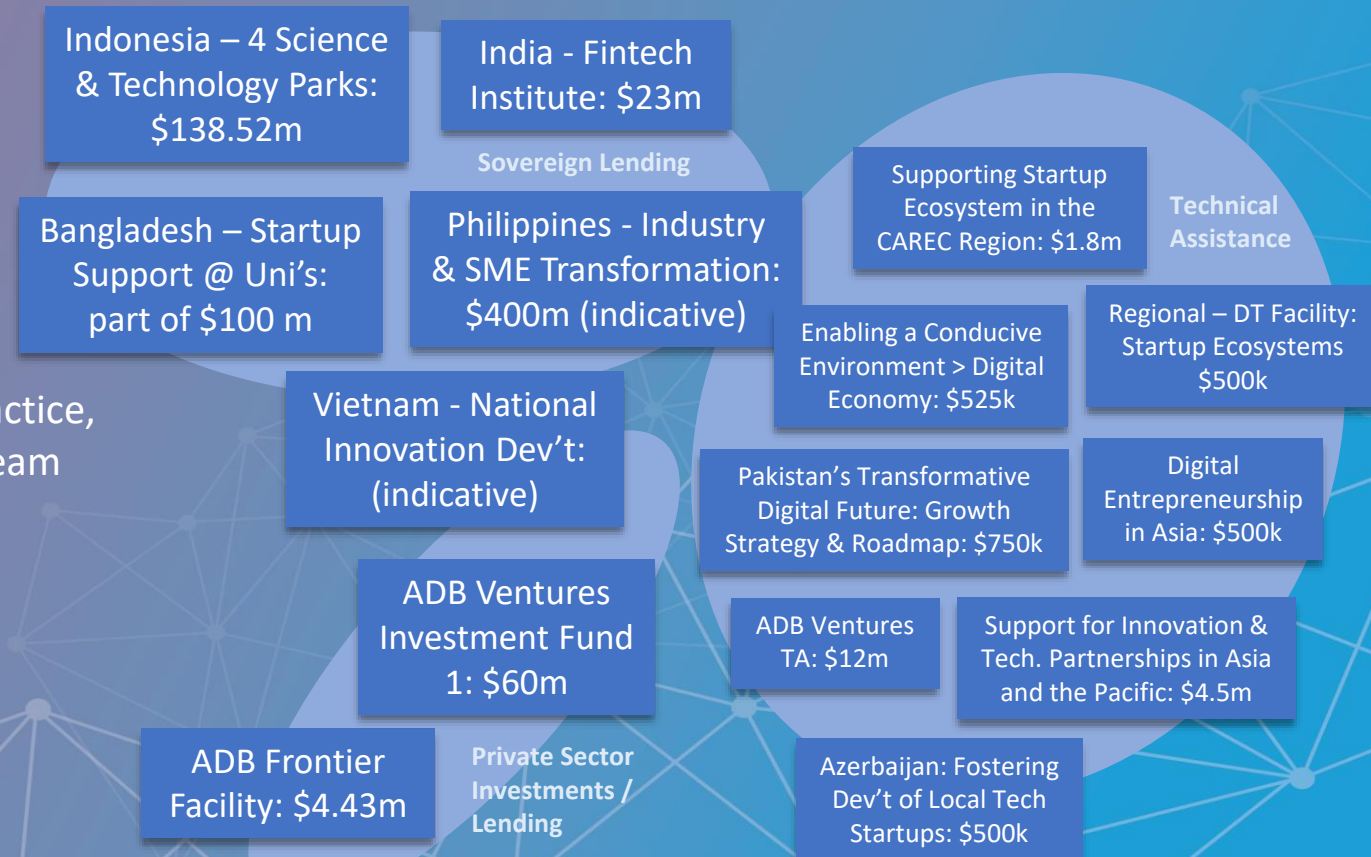 Indonesia – 4 Science
& Technology Parks:
$138.52m
India - Fintech
Institute: $23m
Sovereign Lending
Bangladesh – Startup
Support @ Uni’s:
part of $100 m
Philippines - Industry
& SME Transformation:
$400m (indicative)
Vietnam - National
Innovation Dev’t:
(indicative)
ADB Ventures
Investment Fund
1: $60m
ADB Frontier
Facility: $4.43m
Private Sector
Investments /
Lending
Supporting Startup
Ecosystem in the
CAREC Region: $1.8m
Technical
Assistance
Enabling a Conducive
Environment > Digital
Economy: $525k
Regional – DT Facility:
Startup Ecosystems
$500k
Pakistan’s Transformative
Digital Future: Growth
Strategy & Roadmap: $750k
Digital
Entrepreneurship
in Asia: $500k
ADB Ventures
TA: $12m
Support for Innovation &
Tech. Partnerships in Asia
and the Pacific: $4.5m
Azerbaijan: Fostering
Dev’t of Local Tech
Startups: $500k